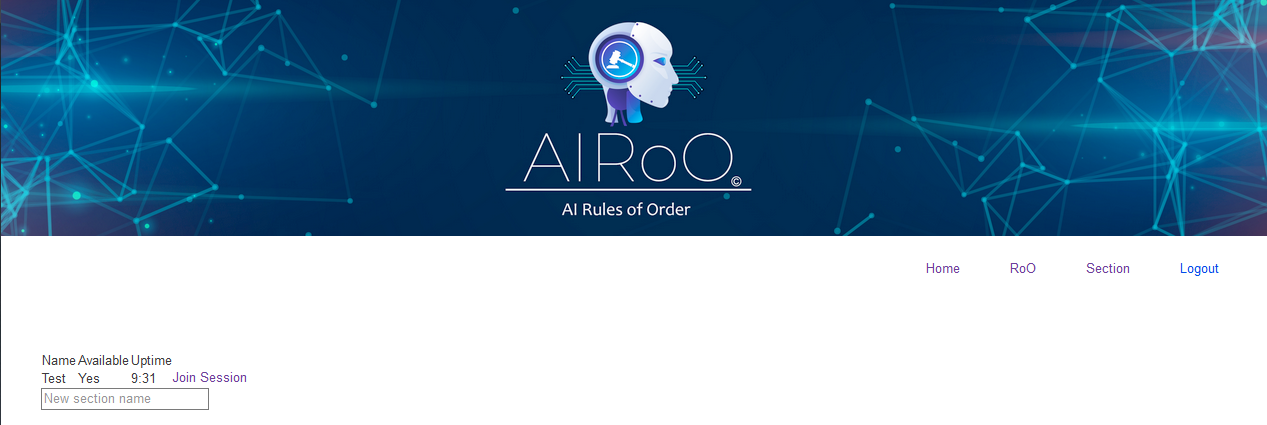 AIRoO©
AI Rules of Order
Home RoO Section Logout
Name Available Uptime
Test Yes 9:31 Join Session
New section name